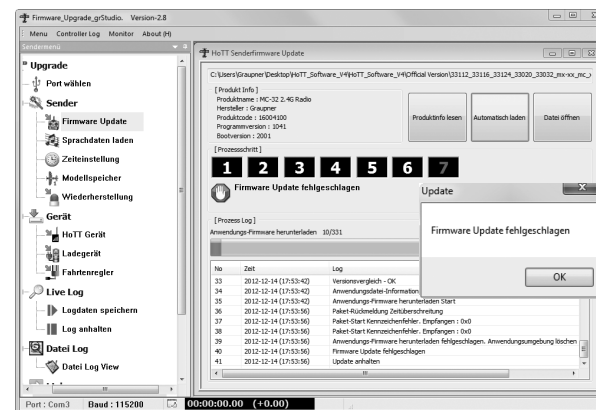 Firmware_Upgrade_grStudio. Version-2.8
Menu Controller Log Monitor About (H)
Sendermenü
Upgrade
Port wählen
Sender
Firmware Update
Sprachdaten laden
Zeiteinstellung
Modellspeicher
Wiederherstellung
Gerät
HoTT Gerät
Ladegerät
Fahrtenregler
Live Log
Logdaten speichern
Log anhalten
Datei Log
Datei Log View
HoTT Senderfirmware Update
C:\Users\Graupner\Desktop\HoTT_Software_V4\HoTT_Software_V4\Official Version\33112_33116_33124_33020_33032_mx-xx_mc_
[ Produkt Info ]
Produktname : MC-32 2.4G Radio
Hersteller : Graupner
Produktcode : 16004100
Programmversion : 1041
Bootversion : 2001
Produktinfo lesen
Automatisch laden
Datei öffnen
[ Prozessschritt ]
1 2 3 4 5 6 7
Firmware Update fehlgeschlagen
[ Prozess Log ]
Anwendungs-Firmware herunterladen 10/331
Update
X
Firmware Update fehlgeschlagen
OK
No Zeit Log
33 2012-12-14 (17:53:42) Versionsvergleich - OK
34 2012-12-14 (17:53:42) Anwendungsdatei-Information
35 2012-12-14 (17:53:42) Anwendungs-Firmware herunterladen Start
36 2012-12-14 (17:53:56) Paket-Rückmeldung Zeitüberschreitung
37 2012-12-14 (17:53:56) Paket-Start Kennzeichenfehler. Empfangen : 0x0
38 2012-12-14 (17:53:56) Paket-Start Kennzeichenfehler. Empfangen : 0x0
39 2012-12-14 (17:53:56) Anwendungs-Firmware herunterladen fehlgeschlagen. Anwendungsumgebung löschen
40 2012-12-14 (17:53:56) Firmware Update fehlgeschlagen
41 2012-12-14 (17:53:56) Update anhalten
Port : Com3 Baud : 115200 00:00:00.00 (+0.00)